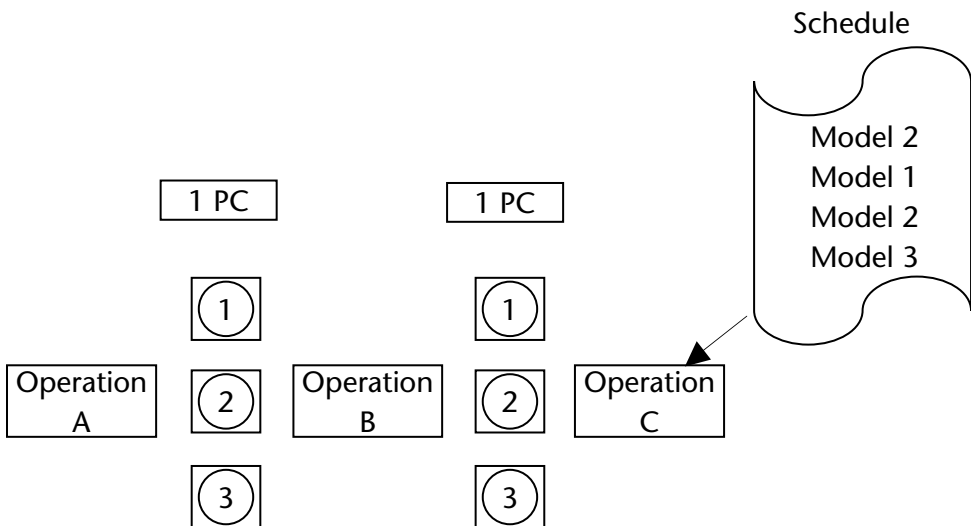 Schedule
Model 2
Model 1
Model 2
Model 3
1 PC
1 PC
1
1
Operation
A
2
Operation
B
2
Operation
C
3
3